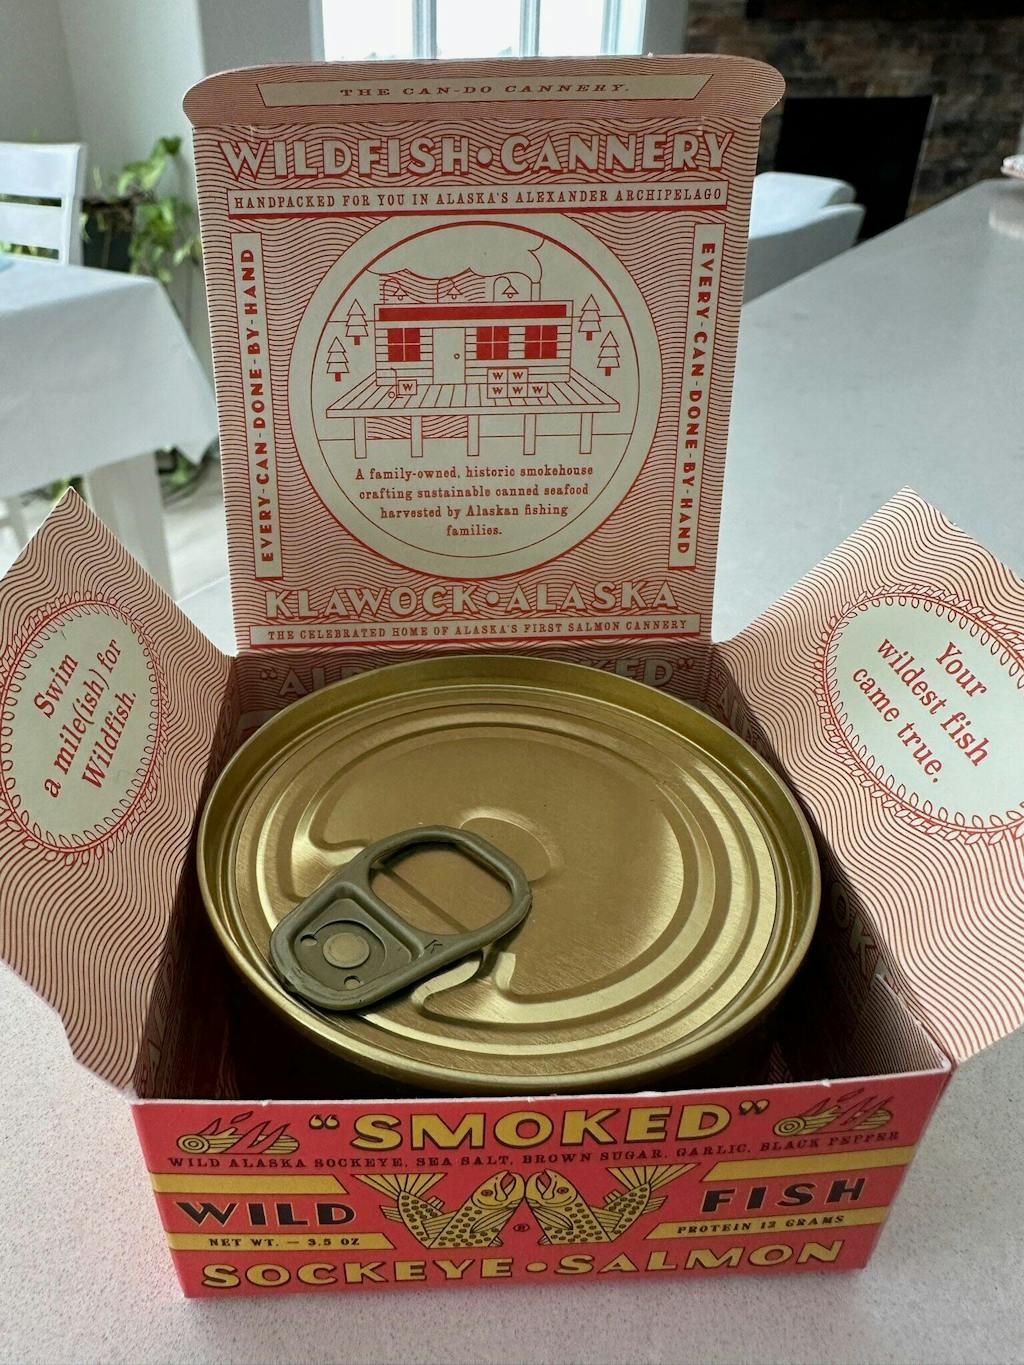 THE CAN-DO CANNERY.
WILDFISH•CANNERY
HANDPACKED FOR YOU IN ALASKA'S ALEXANDER ARCHIPELAGO
EVERY-CAN-DONE-BY-HAND
EVERY-CAN-DONE-BY-HAND
W
W W
W W W
A family-owned, historic smokehouse
crafting sustainable canned seafood
harvested by Alaskan fishing
families.
KLAWOCK•ALASKA
THE CELEBRATED HOME OF ALASKA'S FIRST SALMON CANNERY
Swim
a mile(ish) for
Wildfish.
Your
wildest fish
came true.
K
"SMOKED"
WILD ALASKA SOCKEYE, SEA SALT, BROWN SUGAR, GARLIC, BLACK PEPPER
WILD FISH
®
NET WT. — 3.5 OZ
PROTEIN 12 GRAMS
SOCKEYE•SALMON